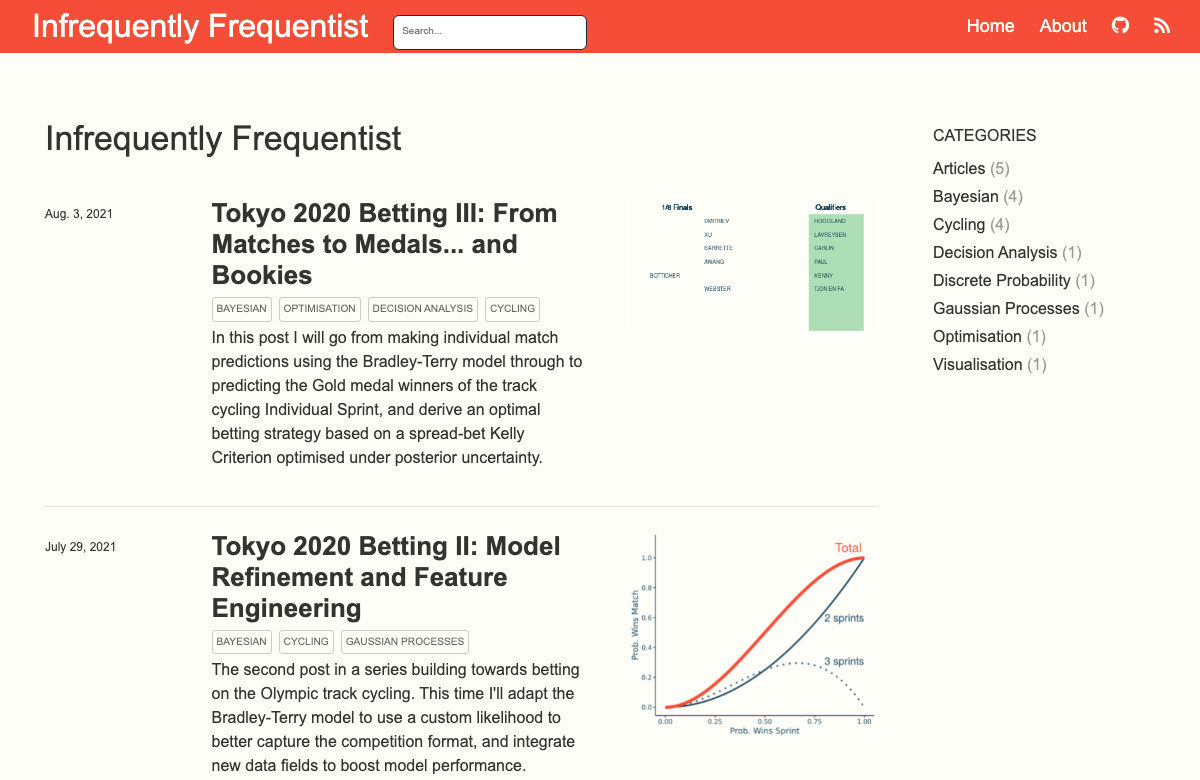 Infrequently Frequentist
Search...
Home
About
Infrequently Frequentist
Aug. 3, 2021
Tokyo 2020 Betting III: From
Matches to Medals... and
Bookies
BAYESIAN
OPTIMISATION
DECISION ANALYSIS
CYCLING
In this post I will go from making individual match
predictions using the Bradley-Terry model through to
predicting the Gold medal winners of the track
cycling Individual Sprint, and derive an optimal
betting strategy based on a spread-bet Kelly
Criterion optimised under posterior uncertainty.
1/8 Finals
DMITRIEV
XU
BARRETTE
AWANG
BOTTICHER
WEBSTER
Qualifiers
HOOGLAND
LAVREYSEN
CARLIN
PAUL
KENNY
TJON EN FA
July 29, 2021
Tokyo 2020 Betting II: Model
Refinement and Feature
Engineering
BAYESIAN
CYCLING
GAUSSIAN PROCESSES
The second post in a series building towards betting
on the Olympic track cycling. This time I'll adapt the
Bradley-Terry model to use a custom likelihood to
better capture the competition format, and integrate
new data fields to boost model performance.
Total
2 sprints
3 sprints
Prob. Wins Match
1.0
0.8
0.6
0.4
0.2
0.0
0.00
0.25
0.50
0.75
1.00
Prob. Wins Sprint
CATEGORIES
Articles (5)
Bayesian (4)
Cycling (4)
Decision Analysis (1)
Discrete Probability (1)
Gaussian Processes (1)
Optimisation (1)
Visualisation (1)